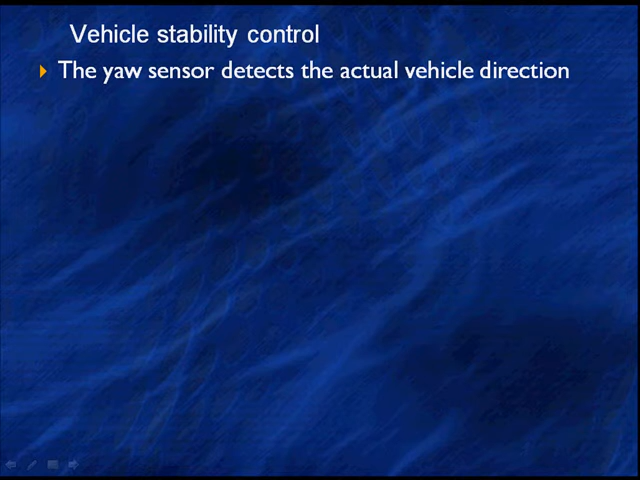 Vehicle stability control
The yaw sensor detects the actual vehicle direction